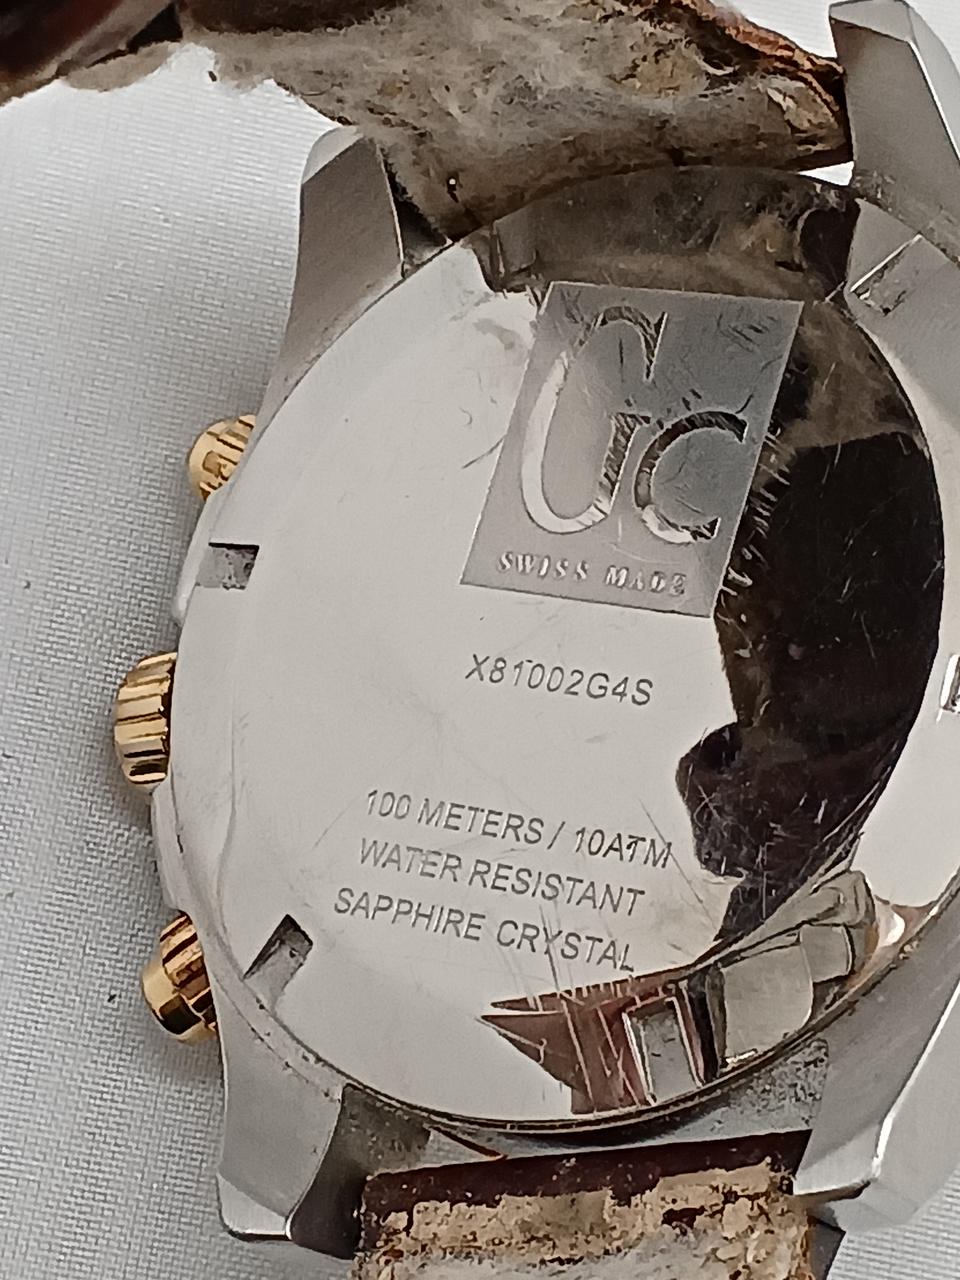 Gc
SWISS MADE
X81002G4S
100 METERS / 10ATM
WATER RESISTANT
SAPPHIRE CRYSTAL